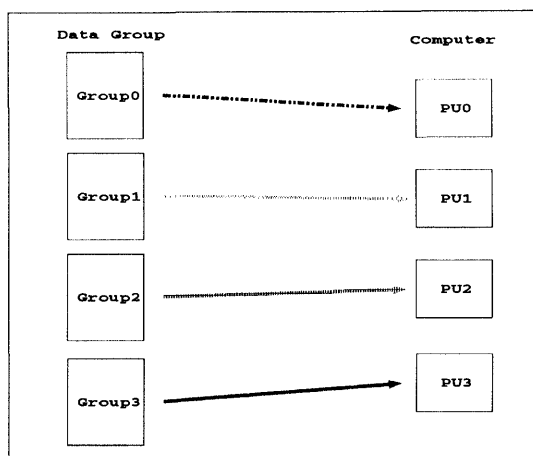 Data Group
Computer
Group0
PU0
Group1
PU1
Group2
PU2
Group3
PU3